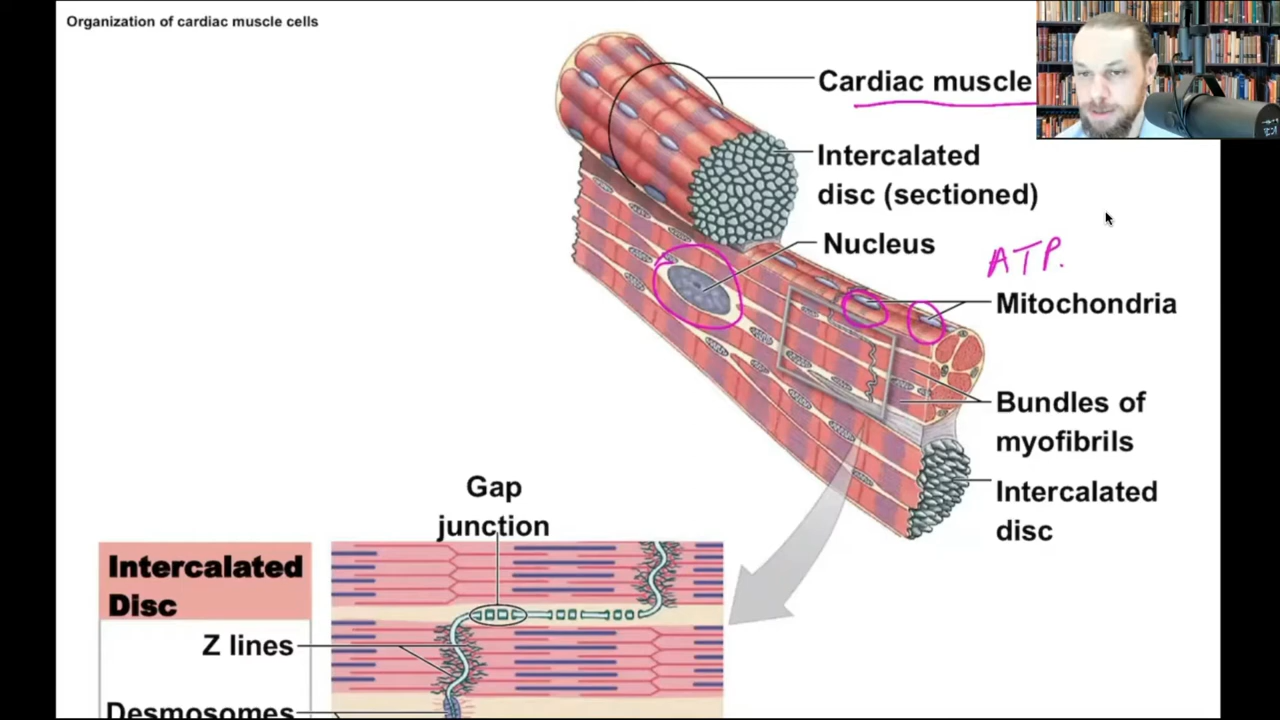 Organization of cardiac muscle cells
Cardiac muscle
Intercalated
disc (sectioned)
Nucleus
ATP.
Mitochondria
Bundles of
myofibrils
Intercalated
disc
Gap
junction
Intercalated
Disc
Z lines
Desmosomes